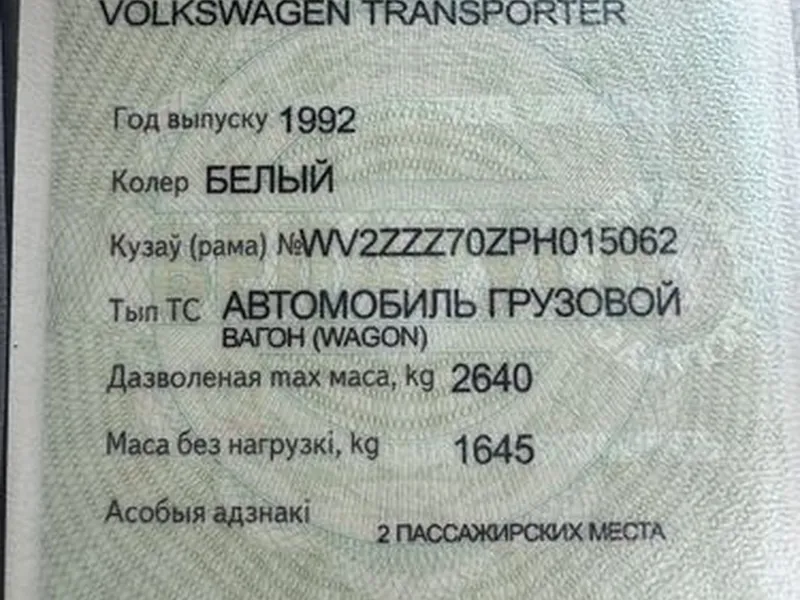 VOLKSWAGEN TRANSPORTER
Год выпуску 1992
Колер БЕЛЫЙ
Кузаў (рама) №WV2ZZZ70ZPH015062
Тып ТС АВТОМОБИЛЬ ГРУЗОВОЙ
ВАГОН (WAGON)
Дазволеная max маса, kg 2640
Маса без нагрузкі, kg 1645
Асобыя адзнакі
2 ПАССАЖИРСКИХ МЕСТА